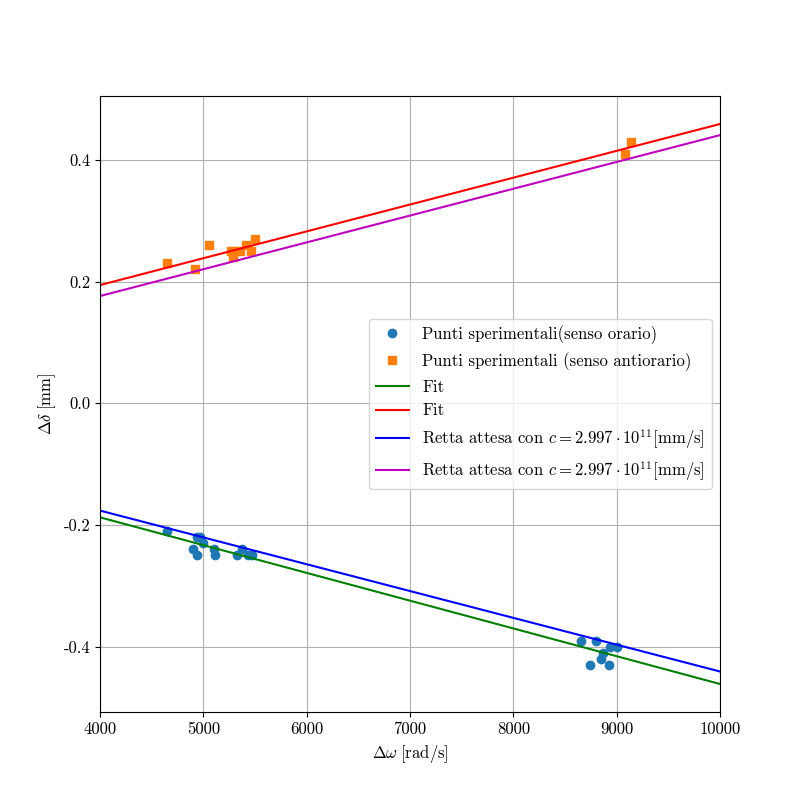 0.4
0.2
0.0
-0.2
-0.4
Δδ [mm]
Punti sperimentali(senso orario)
Punti sperimentali (senso antiorario)
Fit
Fit
Retta attesa con c = 2.997 · 10¹¹[mm/s]
Retta attesa con c = 2.997 · 10¹¹[mm/s]
4000 5000 6000 7000 8000 9000 10000
Δω [rad/s]